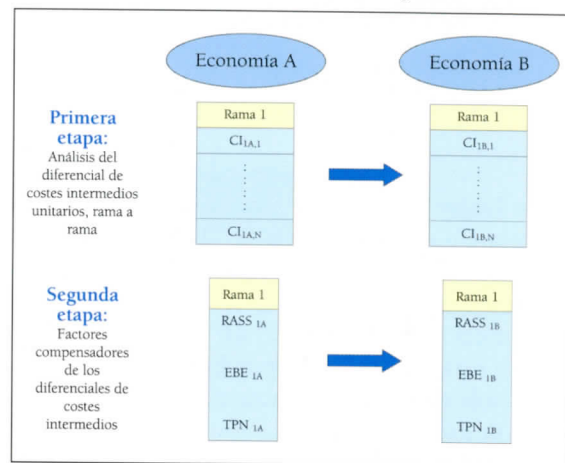 Economía A
Economía B
Primera
etapa:
Análisis del
diferencial de
costes intermedios
unitarios, rama a
rama
Rama 1
CI1A,1
CI1A,N
Rama 1
CI1B,1
CI1B,N
Segunda
etapa:
Factores
compensadores
de los
diferenciales de
costes
intermedios
Rama 1
RASS 1A
EBE 1A
TPN 1A
Rama 1
RASS 1B
EBE 1B
TPN 1B